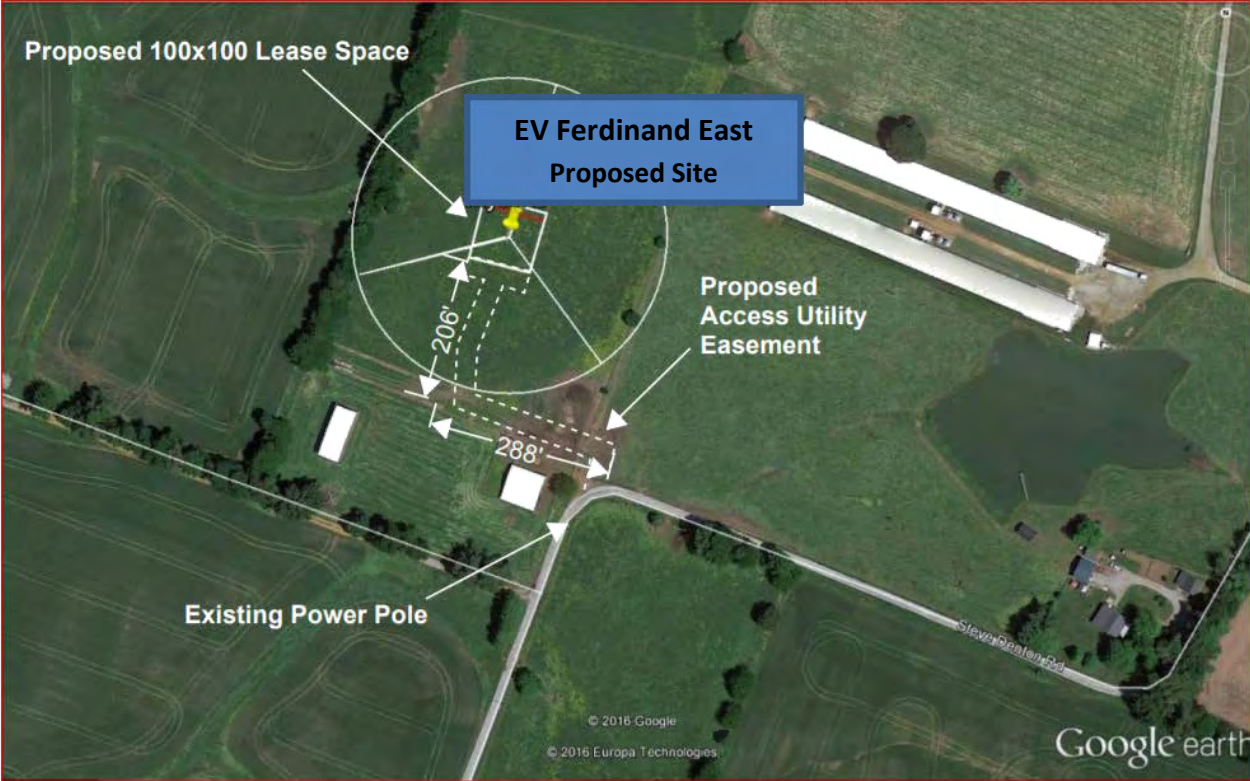 Proposed 100x100 Lease Space
EV Ferdinand East
Proposed Site
Proposed
Access Utility
Easement
206'
288'
Existing Power Pole
Steve Denton Rd
© 2016 Google
© 2016 Europa Technologies
Google earth